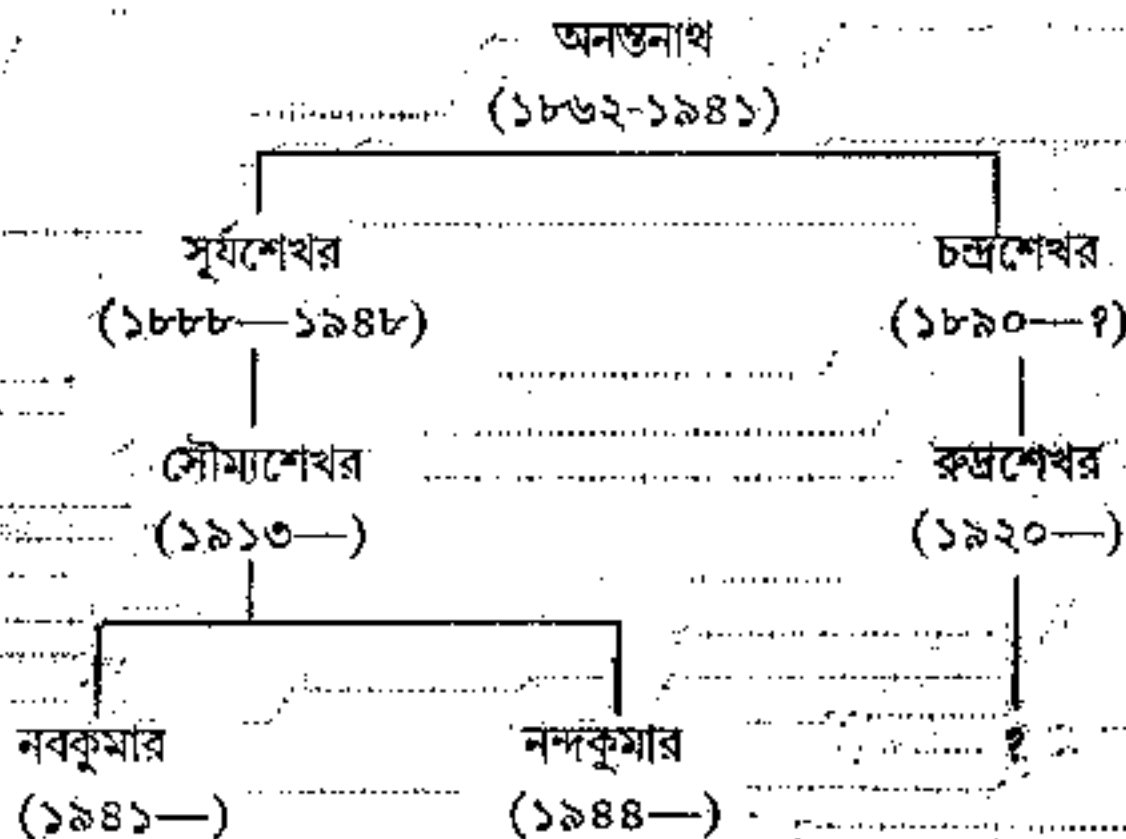 অনন্তনাথ
(১৮৬২-১৯৪১)
সূর্যশেখর চন্দ্রশেখর
(১৮৮৮—১৯৪৮) (১৮৯০—?)
সৌম্যশেখর রুদ্রশেখর
(১৯১৩—) (১৯২০—)
নবকুমার নন্দকুমার ?
(১৯৪১—) (১৯৪৪—)